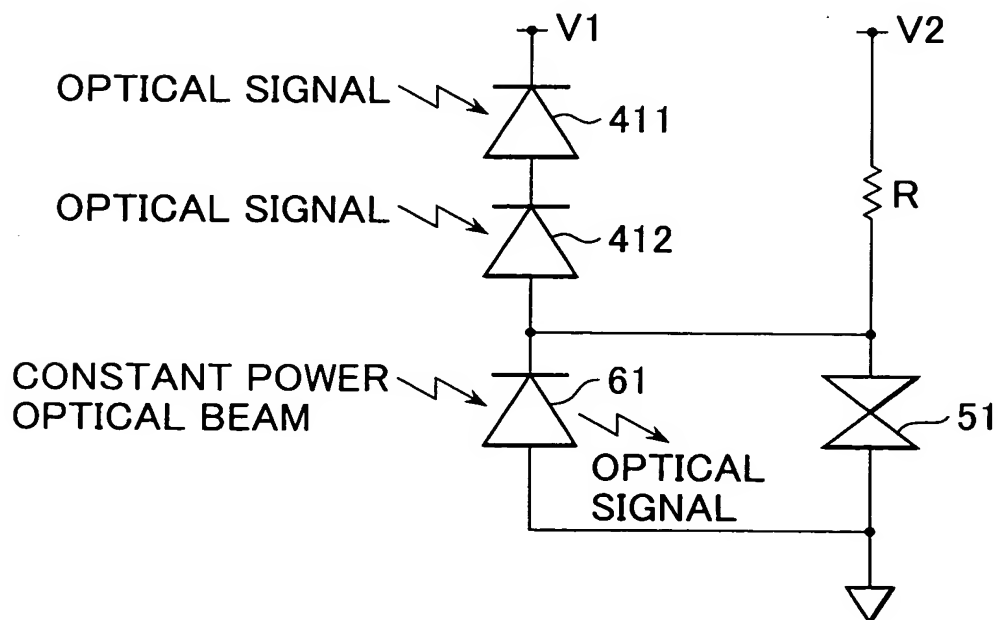 V1
V2
OPTICAL SIGNAL
411
OPTICAL SIGNAL
412
R
CONSTANT POWER
OPTICAL BEAM
61
51
OPTICAL
SIGNAL